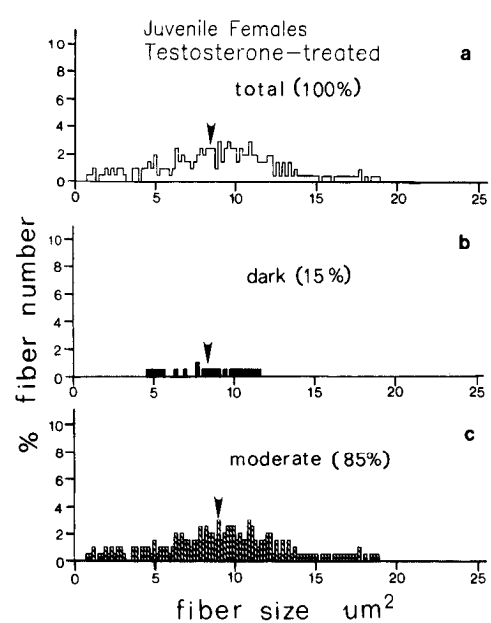 Juvenile Females
Testosterone-treated
a
total (100%)
10
8
6
4
2
0
0 5 10 15 20 25
b
dark (15%)
10
8
6
4
2
0
0 5 10 15 20 25
c
moderate (85%)
10
8
6
4
2
0
0 5 10 15 20 25
% fiber number
fiber size um2